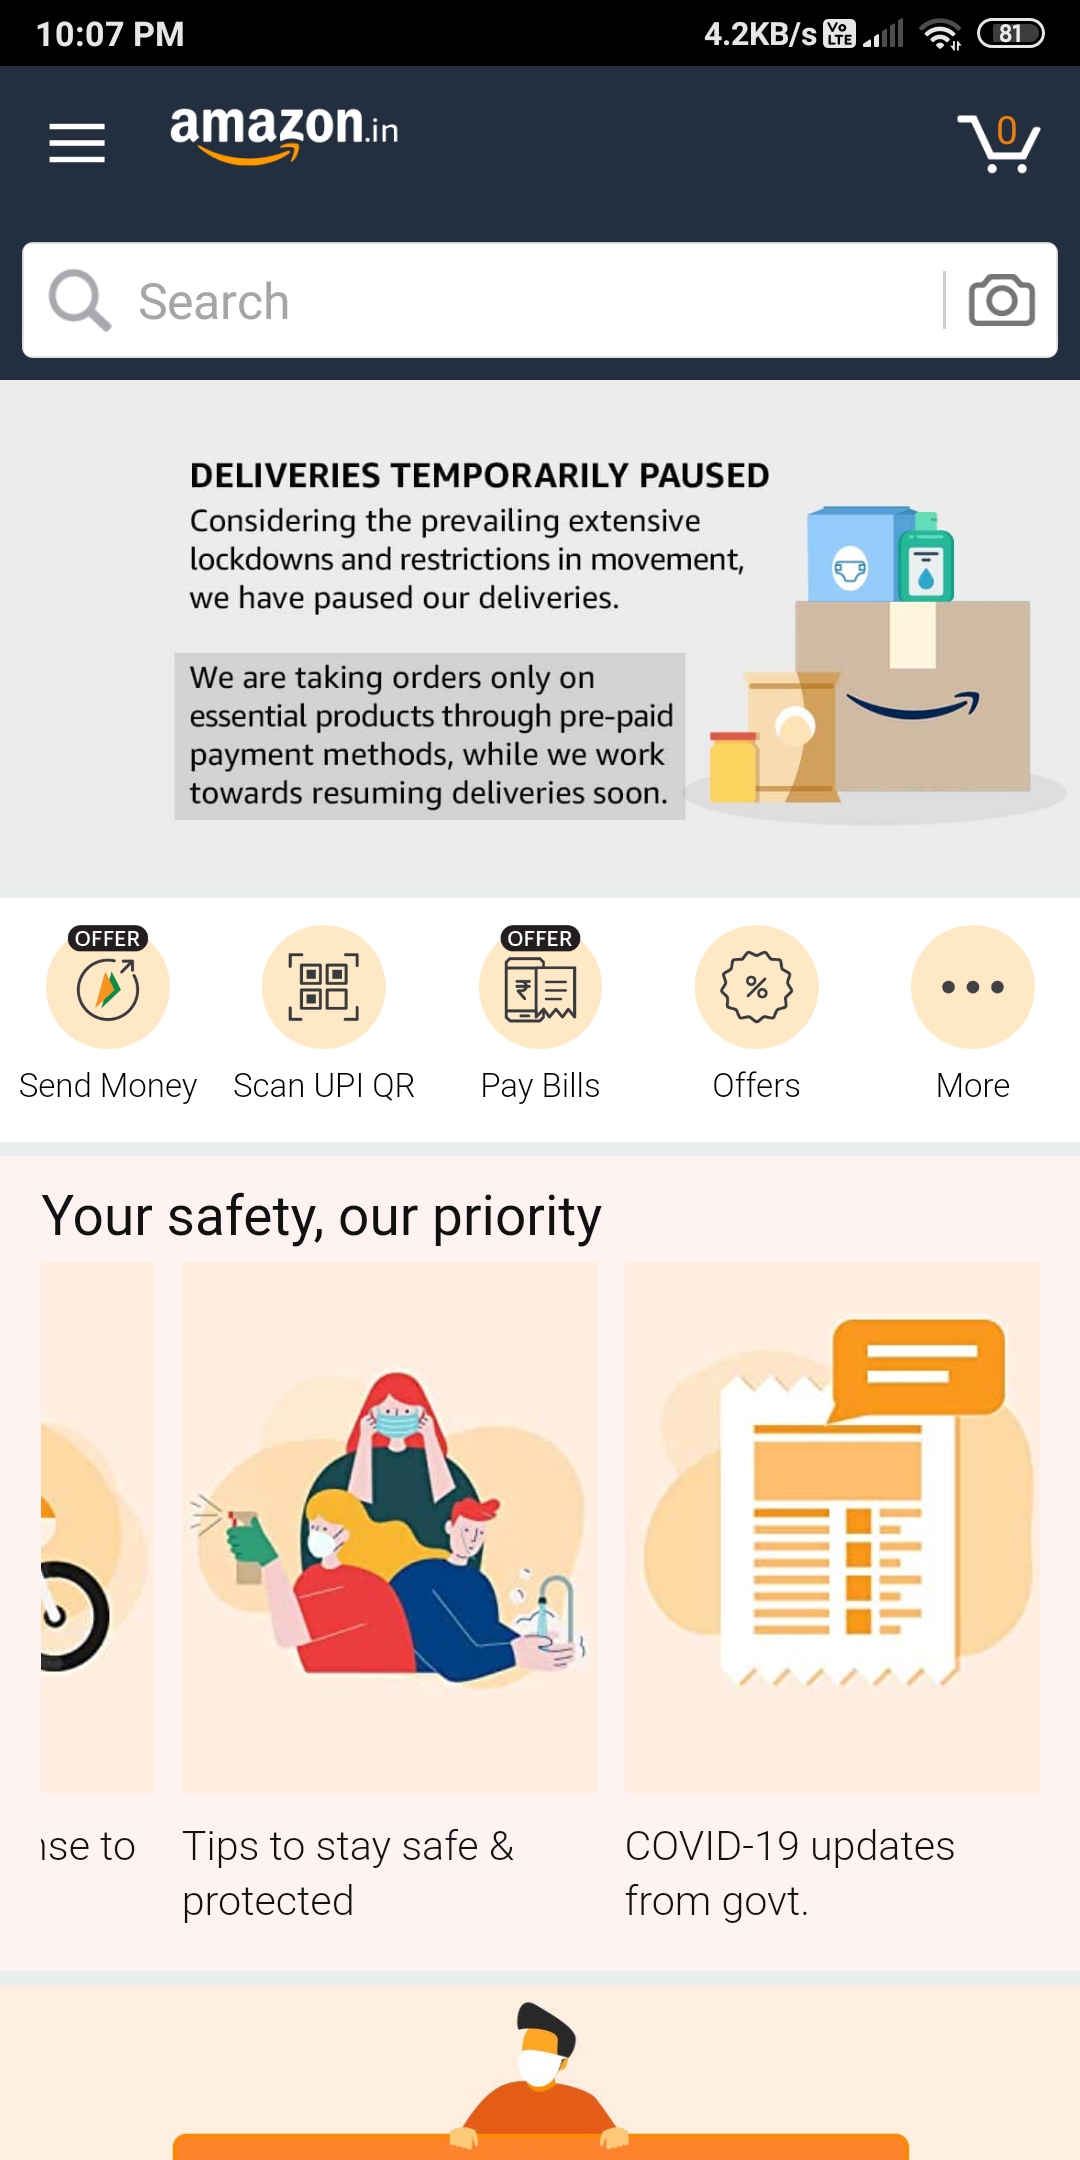 10:07 PM
4.2KB/s Vo LTE 81
amazon.in
0
Search
DELIVERIES TEMPORARILY PAUSED
Considering the prevailing extensive
lockdowns and restrictions in movement,
we have paused our deliveries.
We are taking orders only on
essential products through pre-paid
payment methods, while we work
towards resuming deliveries soon.
OFFER
OFFER
₹
%
Send Money
Scan UPI QR
Pay Bills
Offers
More
Your safety, our priority
nse to
Tips to stay safe &
protected
COVID-19 updates
from govt.